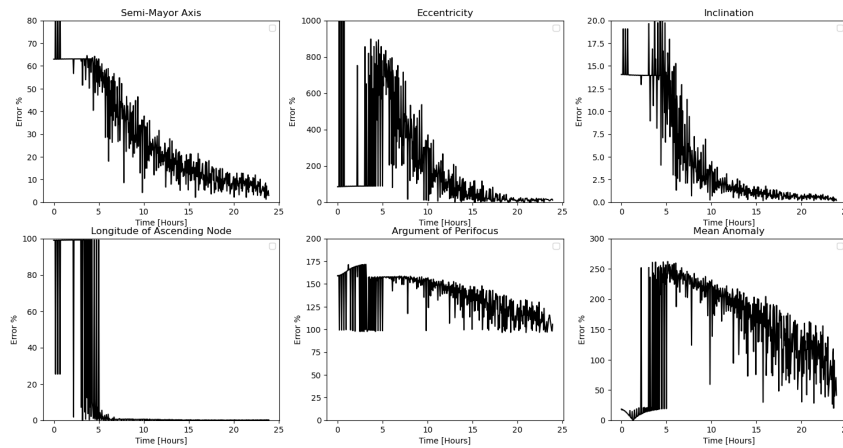 Semi-Mayor Axis
Error %
80
70
60
50
40
30
20
10
0
0 5 10 15 20 25
Time [Hours]
Eccentricity
Error %
1000
800
600
400
200
0
0 5 10 15 20 25
Time [Hours]
Inclination
Error %
20.0
17.5
15.0
12.5
10.0
7.5
5.0
2.5
0.0
0 5 10 15 20 25
Time [Hours]
Longitude of Ascending Node
Error %
100
80
60
40
20
0
0 5 10 15 20 25
Time [Hours]
Argument of Perifocus
Error %
200
175
150
125
100
75
50
25
0
0 5 10 15 20 25
Time [Hours]
Mean Anomaly
Error %
300
250
200
150
100
50
0
0 5 10 15 20
Time [Hours]